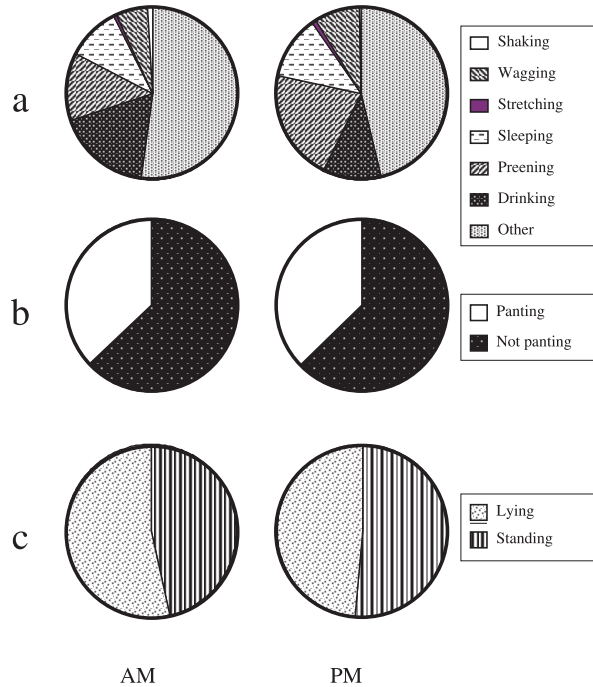 a
Shaking
Wagging
Stretching
Sleeping
Preening
Drinking
Other
b
Panting
Not panting
c
Lying
Standing
AM PM